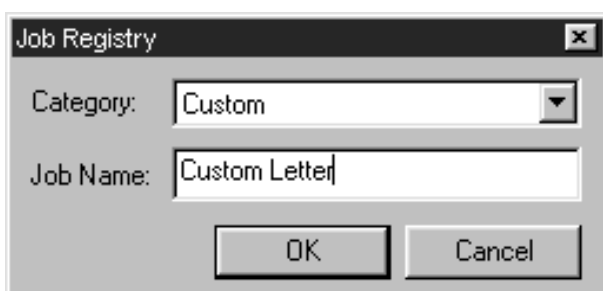 Job Registry
Category: Custom
Job Name: Custom Letter
OK Cancel